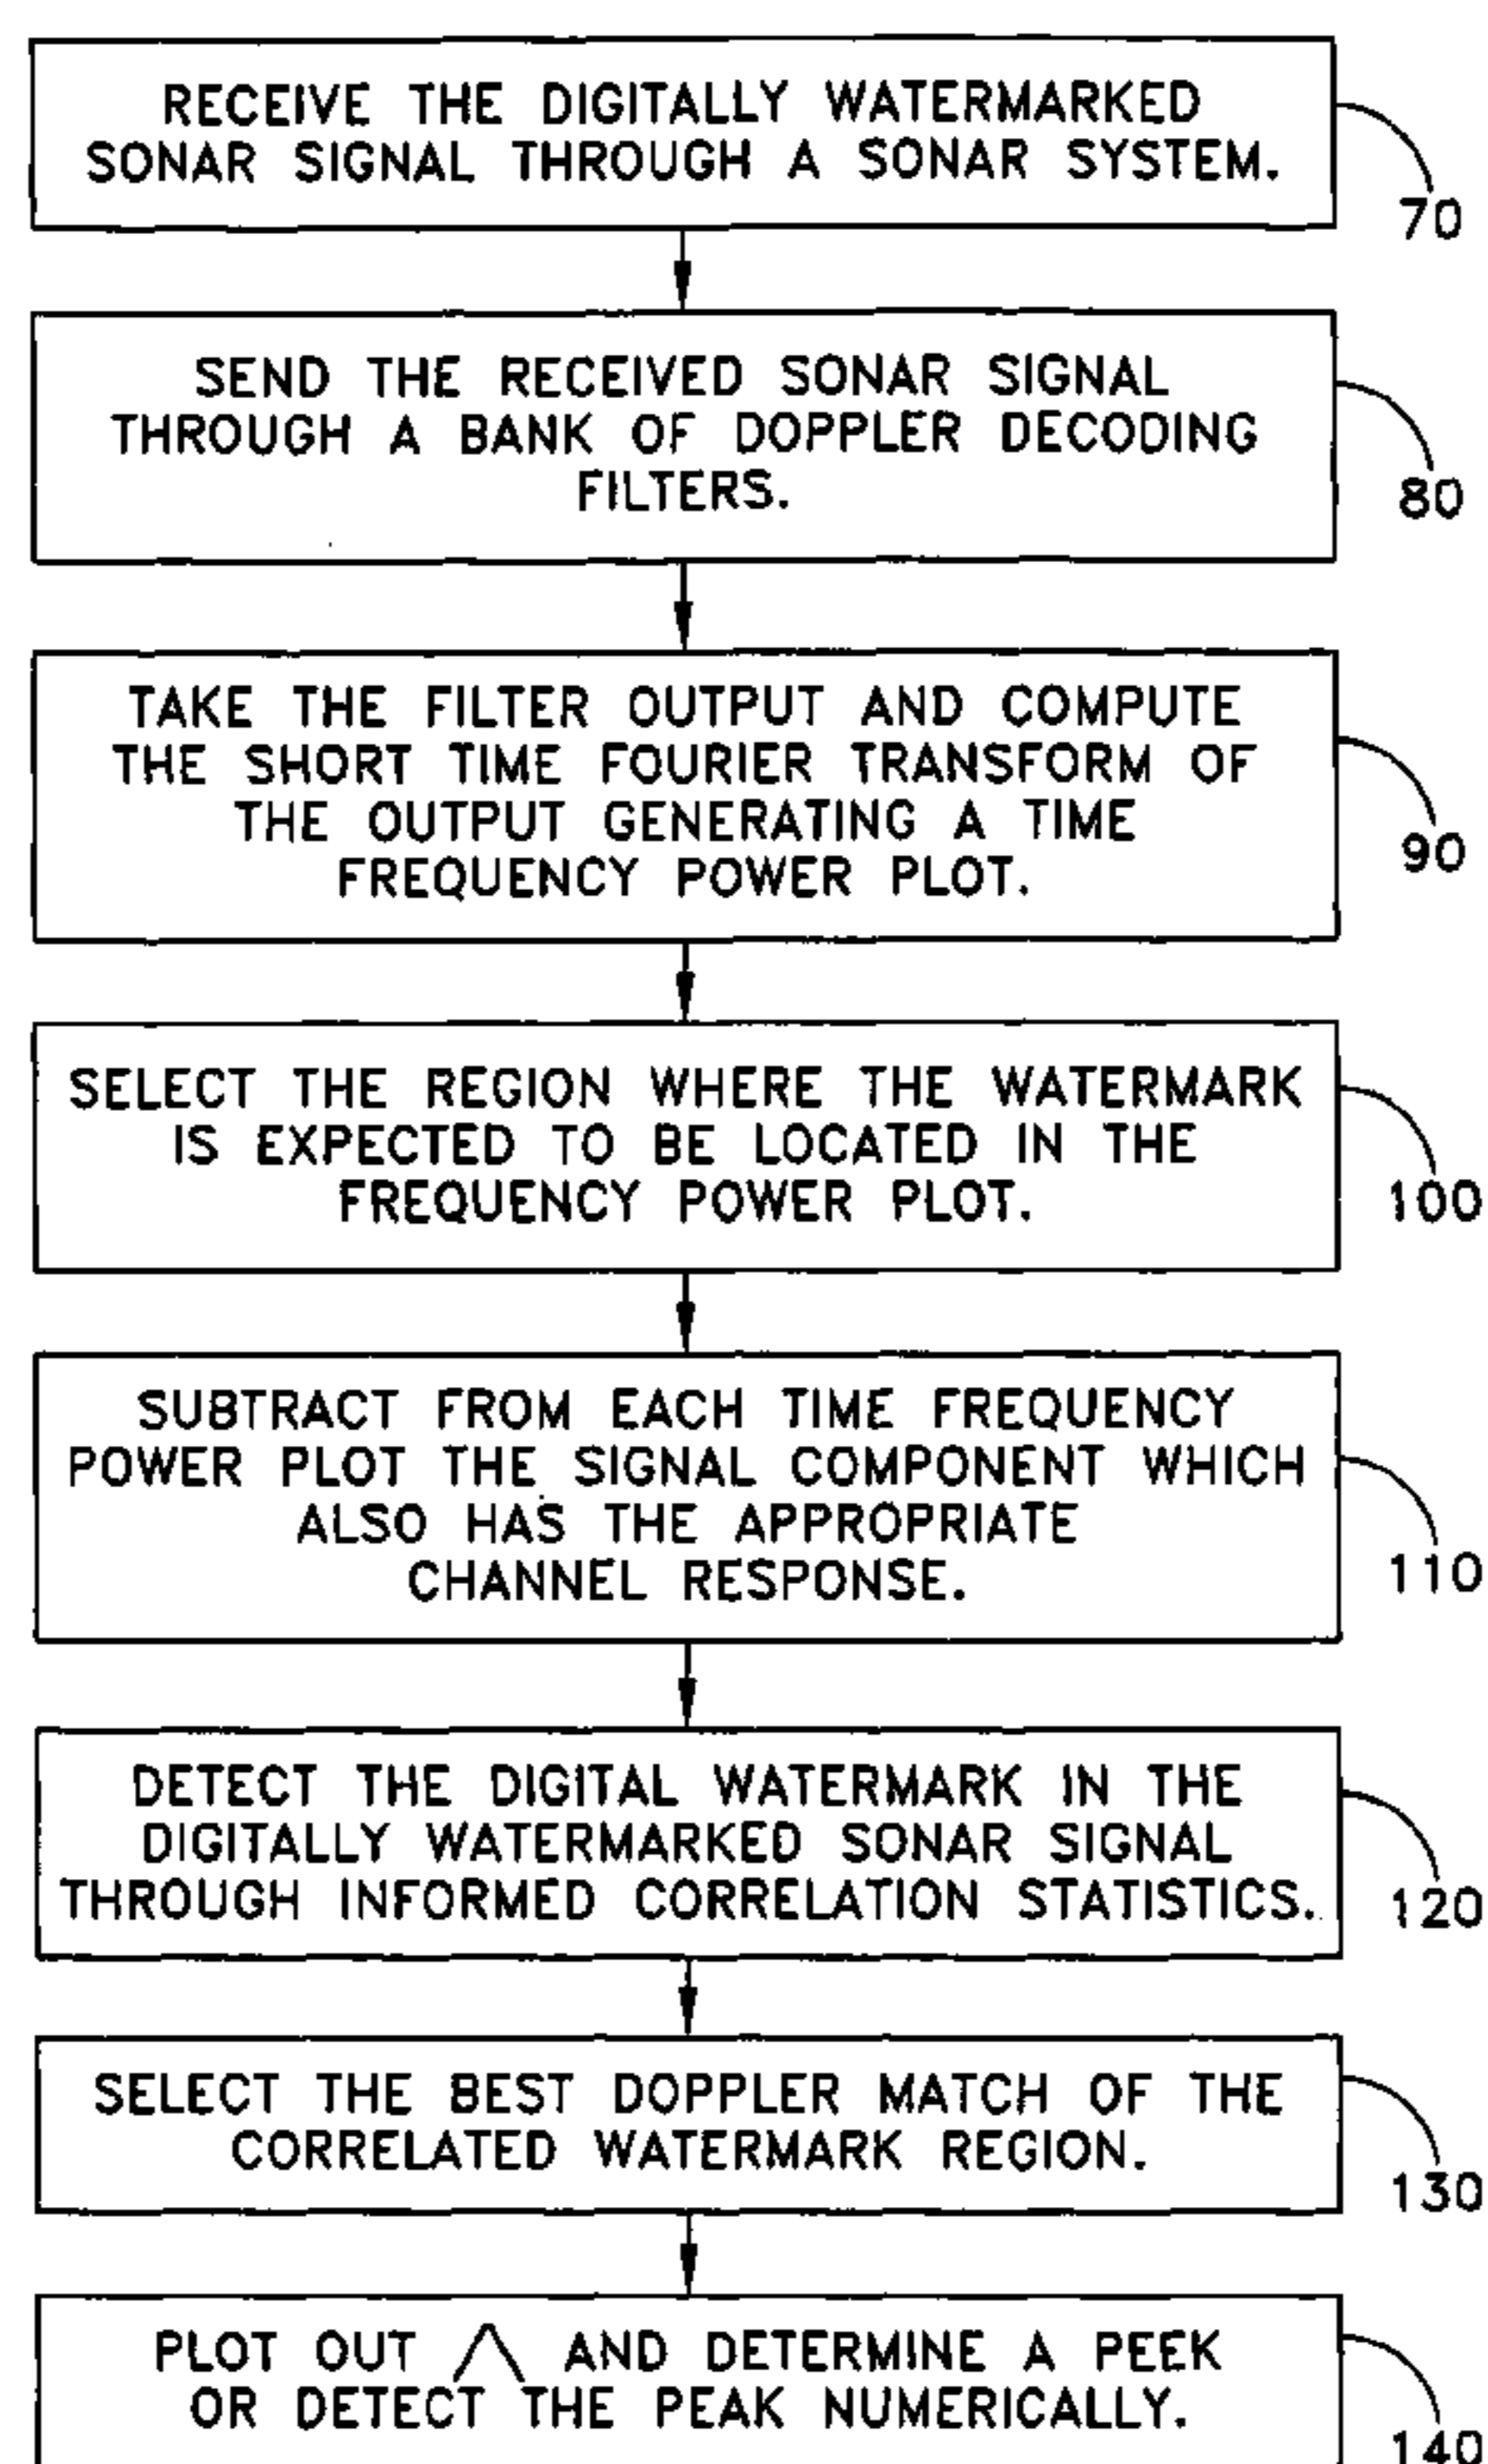 RECEIVE THE DIGITALLY WATERMARKED
SONAR SIGNAL THROUGH A SONAR SYSTEM.
70
SEND THE RECEIVED SONAR SIGNAL
THROUGH A BANK OF DOPPLER DECODING
FILTERS.
80
TAKE THE FILTER OUTPUT AND COMPUTE
THE SHORT TIME FOURIER TRANSFORM OF
THE OUTPUT GENERATING A TIME
FREQUENCY POWER PLOT.
90
SELECT THE REGION WHERE THE WATERMARK
IS EXPECTED TO BE LOCATED IN THE
FREQUENCY POWER PLOT.
100
SUBTRACT FROM EACH TIME FREQUENCY
POWER PLOT THE SIGNAL COMPONENT WHICH
ALSO HAS THE APPROPRIATE
CHANNEL RESPONSE.
110
DETECT THE DIGITAL WATERMARK IN THE
DIGITALLY WATERMARKED SONAR SIGNAL
THROUGH INFORMED CORRELATION STATISTICS.
120
SELECT THE BEST DOPPLER MATCH OF THE
CORRELATED WATERMARK REGION.
130
PLOT OUT Λ AND DETERMINE A PEEK
OR DETECT THE PEAK NUMERICALLY.
140